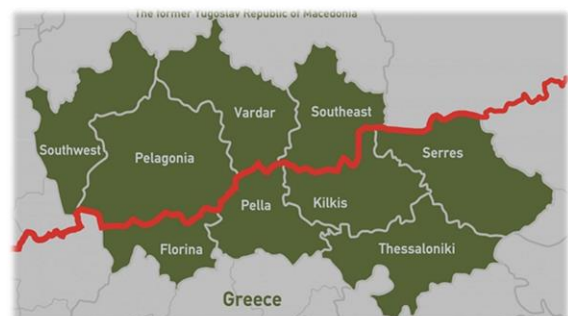 The former Yugoslav Republic of Macedonia
Vardar
Southeast
Southwest
Pelagonia
Serres
Pella
Kilkis
Florina
Thessaloniki
Greece